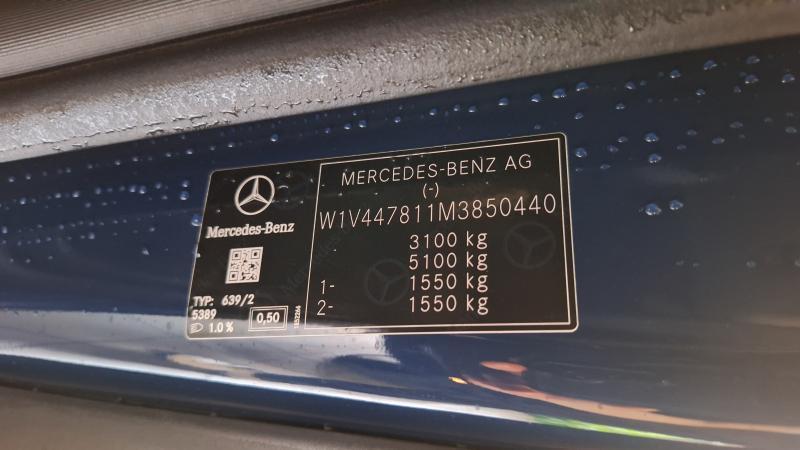 Mercedes-Benz
TYP: 639/2
5389
1.0 %
0,50
MERCEDES-BENZ AG
(-)
W1V447811M3850440
3100 kg
5100 kg
1- 1550 kg
2- 1550 kg